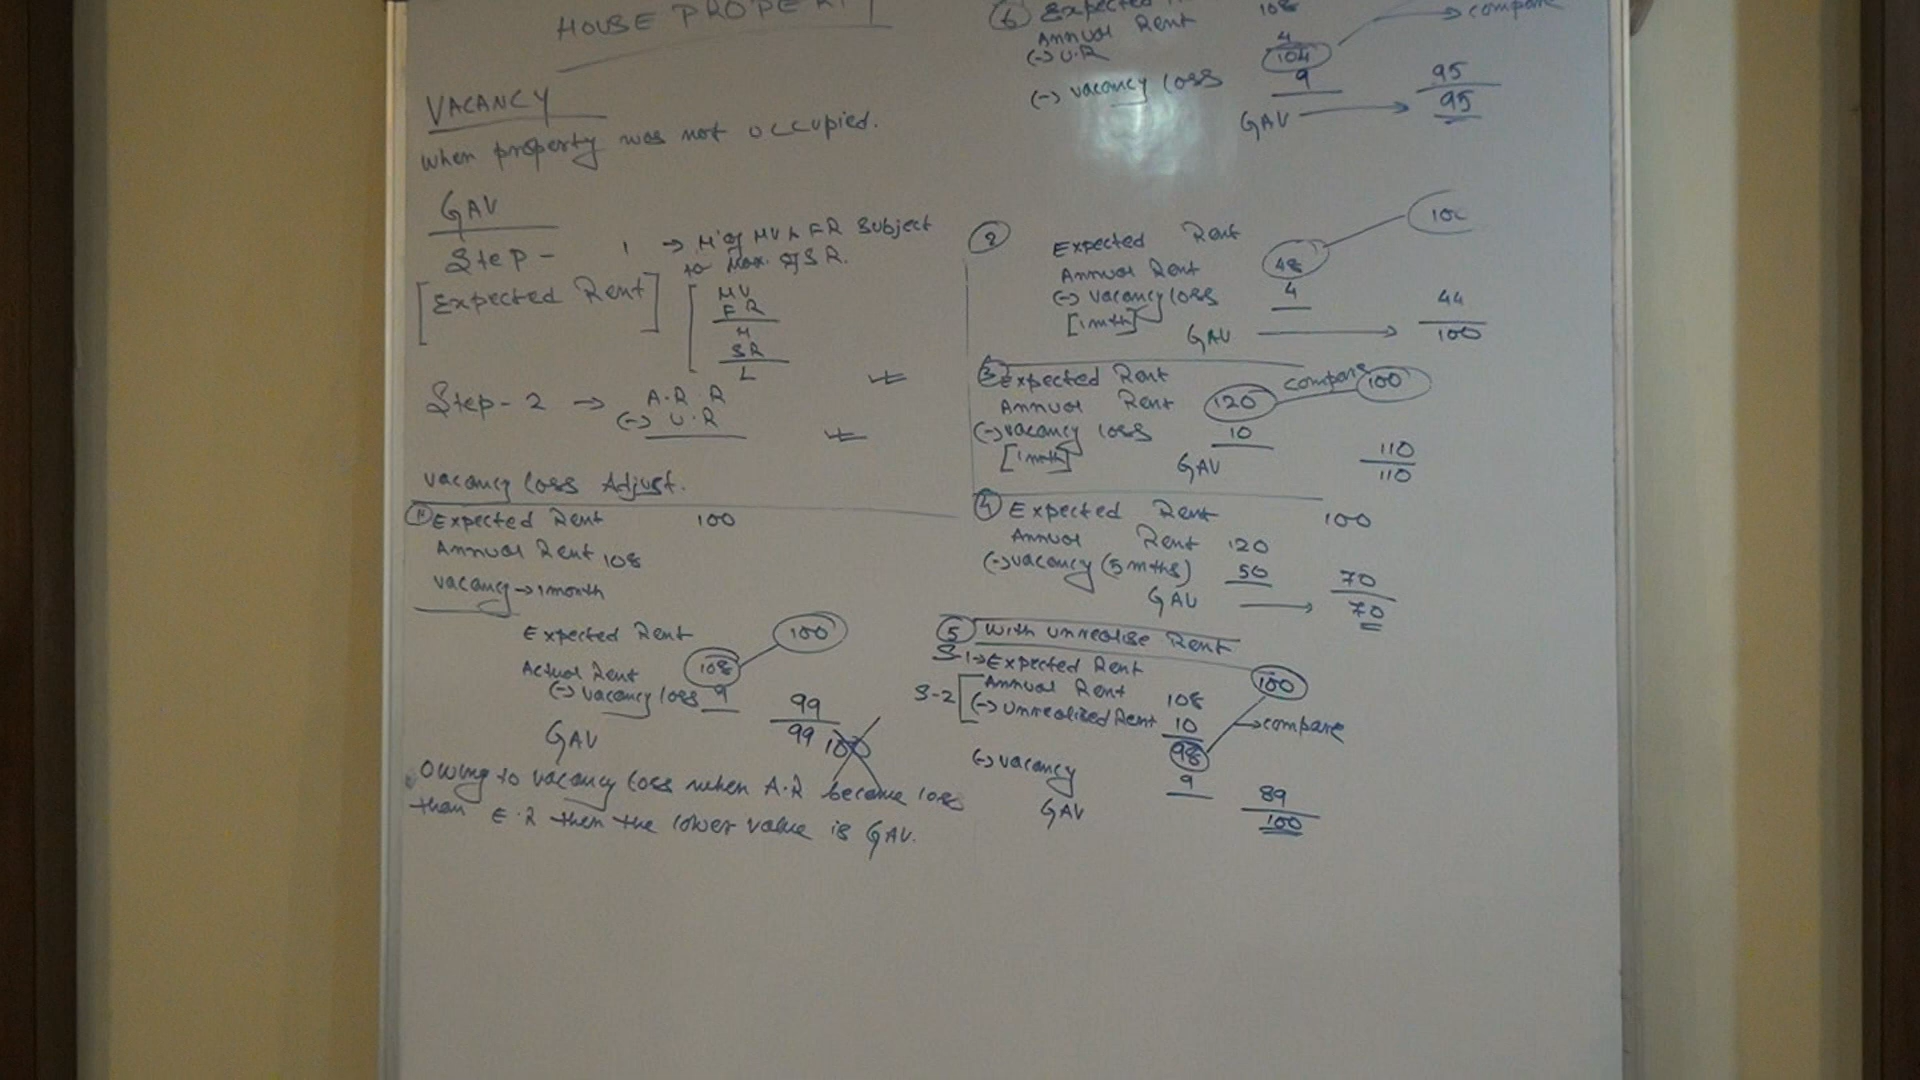 HOUSE PROPERTY
VACANCY
when property was not occupied.
GAV
Step - 1 → H'of MV & FR Subject
to Max. of S R.
[Expected Rent]
MV
FR
H
SR
L
Step - 2 → A.R.R
(-) U.R
vacancy loss Adjust.
① Expected Rent 100
Annual Rent 108
vacancy → 1 month
Expected Rent 100
Actual Rent 108
(-) vacancy loss 9 99
GAV 99 100
Owing to vacancy loss when A.R become loss
than E.R then the lower value is GAV.
⑥ Expected 108
Annual Rent → compare
(-) U.R 4
104
(-) vacancy loss 9 95
GAV → 95
② Expected Rent 100
Annual Rent 48
(-) vacancy loss 4 44
[1 mth]
GAV → 100
③ Expected Rent compare 100
Annual Rent 120
(-) vacancy loss 10 110
[1 mth] GAV 110
④ Expected Rent 100
Annual Rent 120
(-) vacancy (5 mths) 50 70
GAV → 70
⑤ With unrealise Rent
S-1 → Expected Rent 100
S-2 [Annual Rent 108
(-) unrealized Rent 10 → compare
98
(-) vacancy 9 89
GAV 100